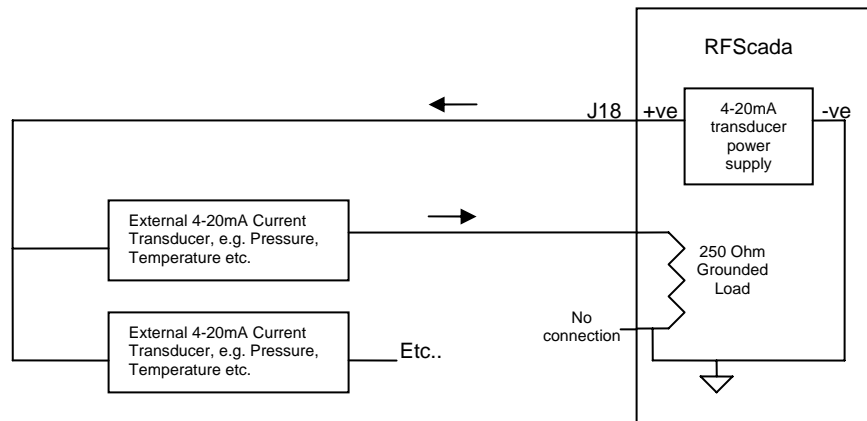 RFScada
J18
+ve
4-20mA
transducer
power
supply
-ve
External 4-20mA Current
Transducer, e.g. Pressure,
Temperature etc.
250 Ohm
Grounded
Load
No
connection
External 4-20mA Current
Transducer, e.g. Pressure,
Temperature etc.
Etc..